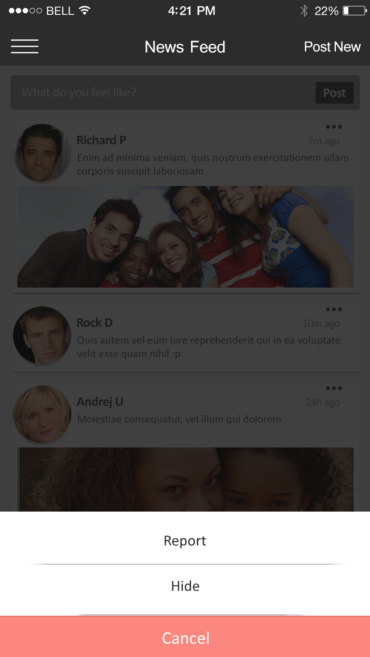 BELL 4:21 PM 22%
News Feed Post New
What do you feel like? Post
Richard P 2m ago
Enim ad minima veniam, quis nostrum exercitationem ullam
corporis suscipit laboriosam
Rock D 10m ago
Quis autem vel eum iure reprehenderit qui in ea voluptate
velit esse quam nihil :p
Andrej U 24h ago
Molestiae consequatur, vel illum qui dolorem
Report
Hide
Cancel